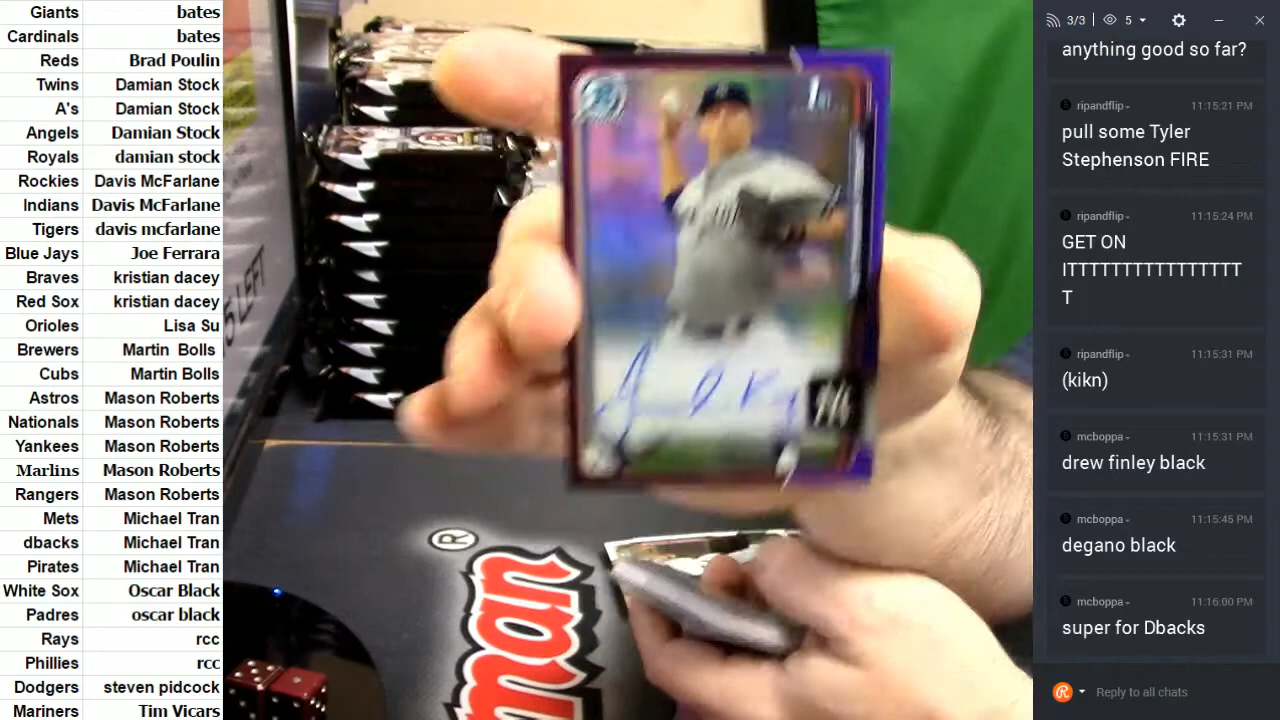 Giants bates
Cardinals bates
Reds Brad Poulin
Twins Damian Stock
A's Damian Stock
Angels Damian Stock
Royals damian stock
Rockies Davis McFarlane
Indians Davis McFarlane
Tigers davis mcfarlane
Blue Jays Joe Ferrara
Braves kristian dacey
Red Sox kristian dacey
Orioles Lisa Su
Brewers Martin Bolls
Cubs Martin Bolls
Astros Mason Roberts
Nationals Mason Roberts
Yankees Mason Roberts
Marlins Mason Roberts
Rangers Mason Roberts
Mets Michael Tran
dbacks Michael Tran
Pirates Michael Tran
White Sox Oscar Black
Padres oscar black
Rays rcc
Phillies rcc
Dodgers steven pidcock
Mariners Tim Vicars
LEFT
1st
®
man
3/3 5
anything good so far?
ripandflip 11:15:21 PM
pull some Tyler
Stephenson FIRE
ripandflip 11:15:24 PM
GET ON
ITTTTTTTTTTTTTTTT
T
ripandflip 11:15:31 PM
(kikn)
mcboppa 11:15:31 PM
drew finley black
mcboppa 11:15:45 PM
degano black
mcboppa 11:16:00 PM
super for Dbacks
Reply to all chats